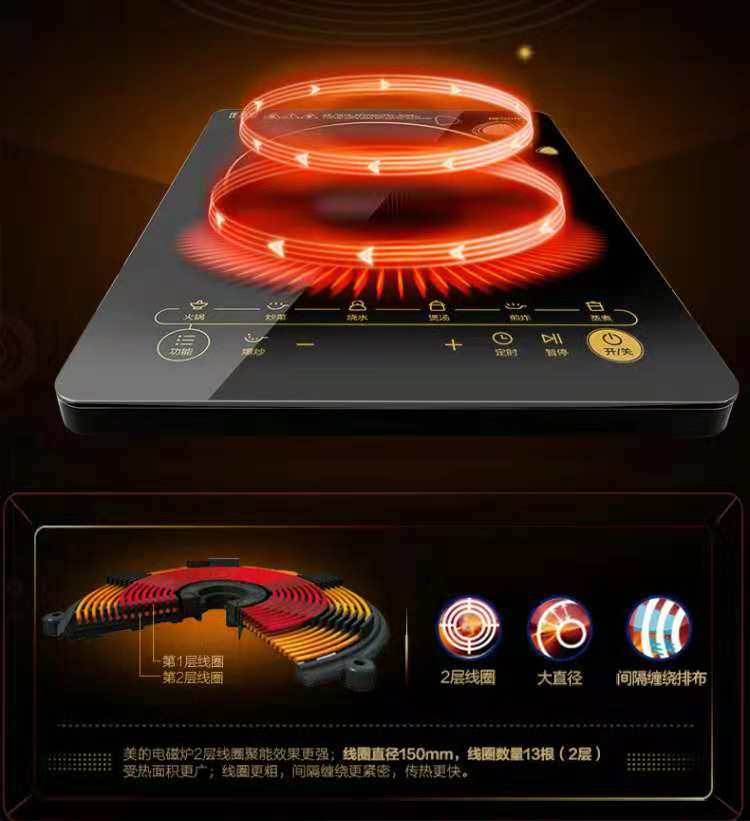 火锅 炒菜 烧水 煲汤 煎炸 蒸煮
功能 爆炒 — + 定时 暂停 开/关
第1层线圈
第2层线圈
2层线圈 大直径 间隔缠绕排布
美的电磁炉2层线圈聚能效果更强；线圈直径150mm，线圈数量13根（2层）
受热面积更广；线圈更粗，间隔缠绕更紧密，传热更快。